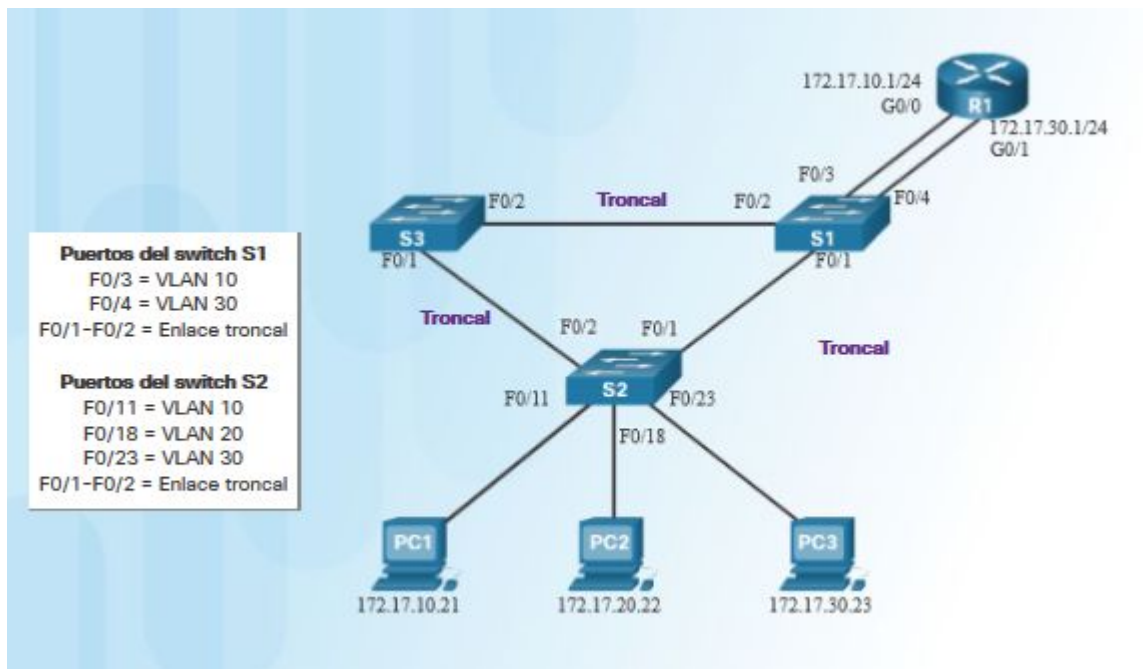 172.17.10.1/24
G0/0
R1
172.17.30.1/24
G0/1
F0/3
F0/4
F0/2
Troncal
F0/2
S3
S1
F0/1
F0/1
Puertos del switch S1
F0/3 = VLAN 10
F0/4 = VLAN 30
F0/1-F0/2 = Enlace troncal
Puertos del switch S2
F0/11 = VLAN 10
F0/18 = VLAN 20
F0/23 = VLAN 30
F0/1-F0/2 = Enlace troncal
Troncal
F0/2
F0/1
Troncal
S2
F0/11
F0/23
F0/18
PC1
PC2
PC3
172.17.10.21
172.17.20.22
172.17.30.23